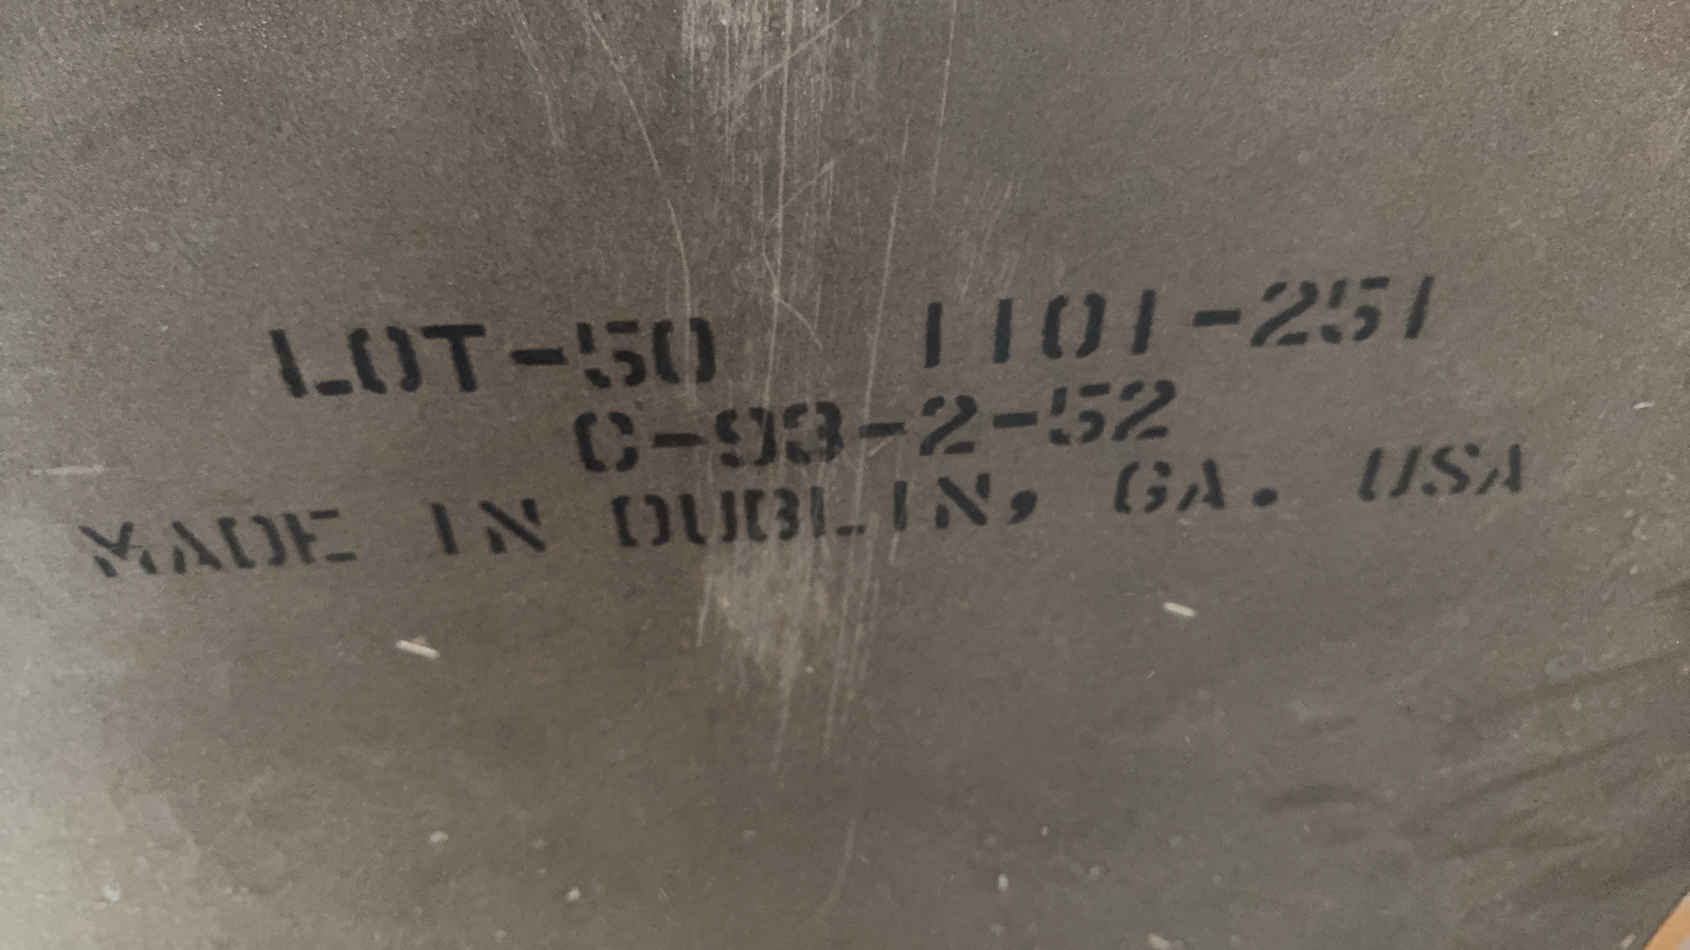 LOT-50 1101-251
C-93-2-52
MADE IN DUBLIN, GA. USA